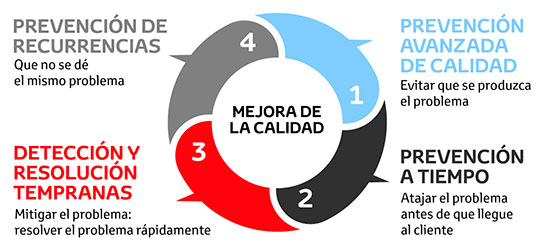 PREVENCIÓN DE
RECURRENCIAS
Que no se dé
el mismo problema
4
PREVENCIÓN
AVANZADA
DE CALIDAD
Evitar que se produzca
el problema
1
MEJORA DE
LA CALIDAD
DETECCIÓN Y
RESOLUCIÓN
TEMPRANAS
Mitigar el problema:
resolver el problema rápidamente
3
2
PREVENCIÓN
A TIEMPO
Atajar el problema
antes de que llegue
al cliente